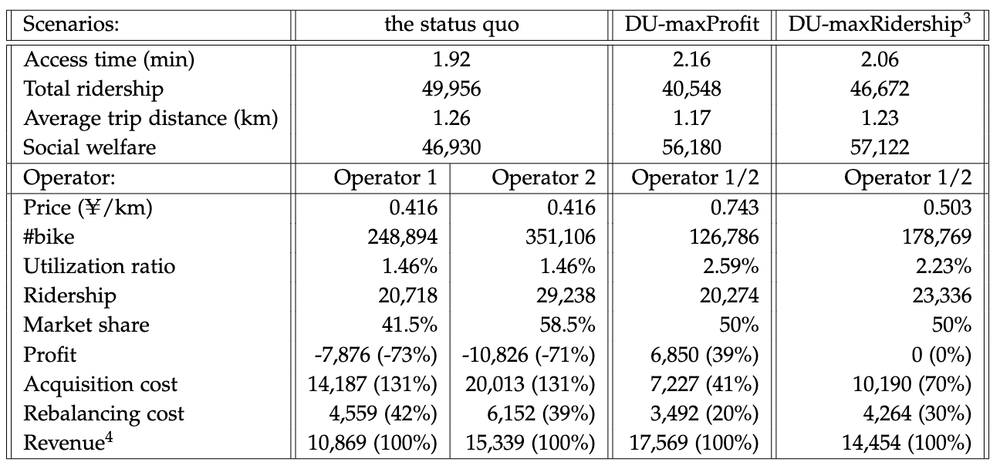 Scenarios: the status quo DU-maxProfit DU-maxRidership3
Access time (min) 1.92 2.16 2.06
Total ridership 49,956 40,548 46,672
Average trip distance (km) 1.26 1.17 1.23
Social welfare 46,930 56,180 57,122
Operator: Operator 1 Operator 2 Operator 1/2 Operator 1/2
Price (¥/km) 0.416 0.416 0.743 0.503
#bike 248,894 351,106 126,786 178,769
Utilization ratio 1.46% 1.46% 2.59% 2.23%
Ridership 20,718 29,238 20,274 23,336
Market share 41.5% 58.5% 50% 50%
Profit -7,876 (-73%) -10,826 (-71%) 6,850 (39%) 0 (0%)
Acquisition cost 14,187 (131%) 20,013 (131%) 7,227 (41%) 10,190 (70%)
Rebalancing cost 4,559 (42%) 6,152 (39%) 3,492 (20%) 4,264 (30%)
Revenue4 10,869 (100%) 15,339 (100%) 17,569 (100%) 14,454 (100%)